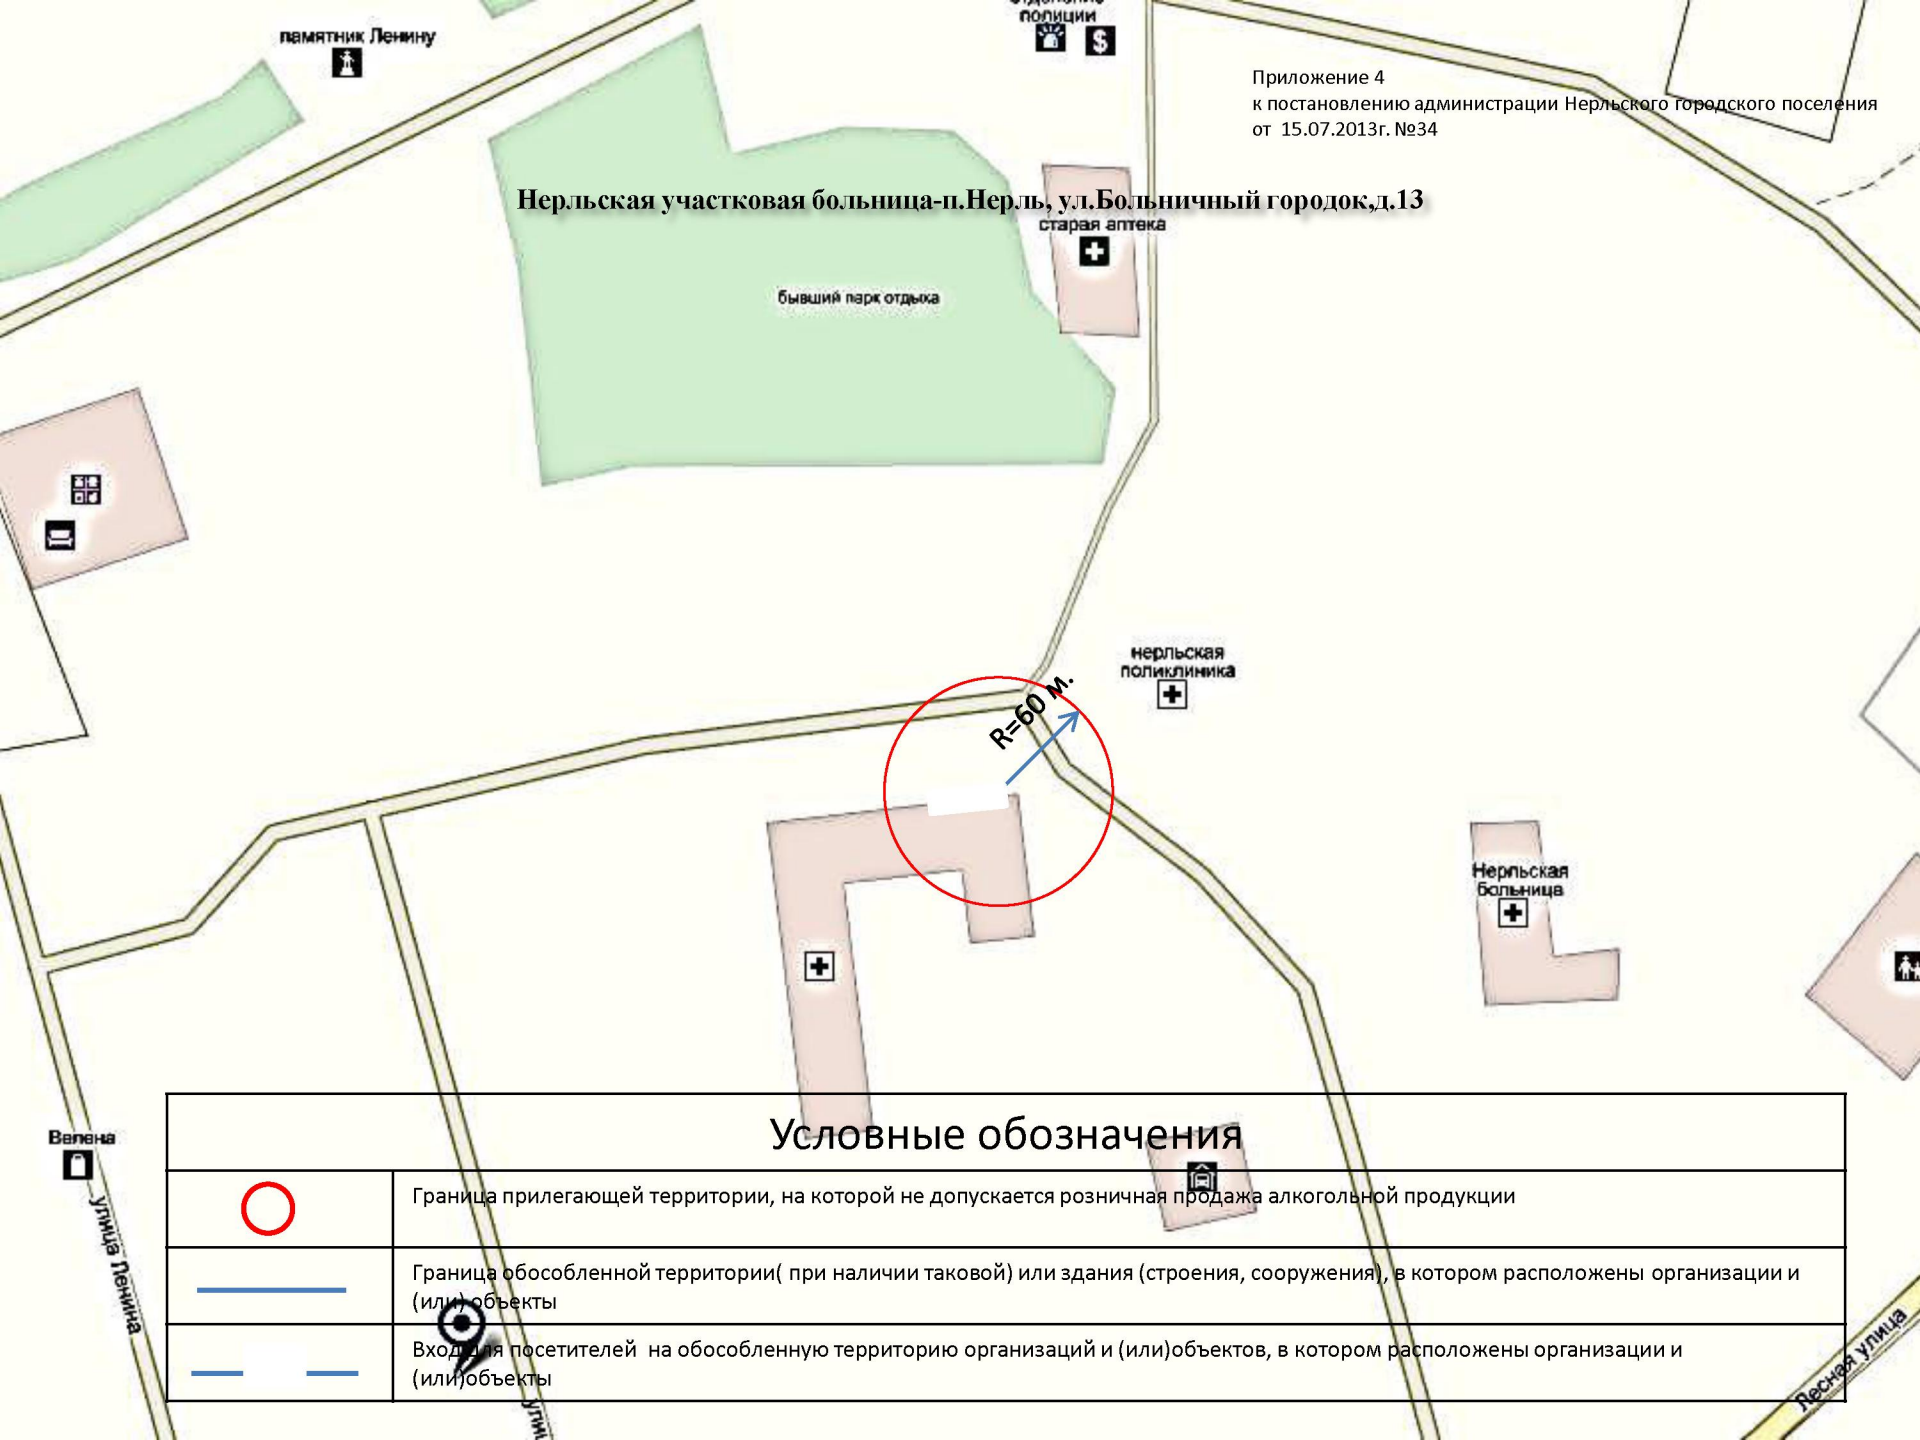 памятник Ленину
полиции
Приложение 4
к постановлению администрации Нерльского городского поселения
от 15.07.2013г. №34
Нерльская участковая больница-п.Нерль, ул.Больничный городок,д.13
старая аптека
бывший парк отдыха
нерльская
поликлиника
R=60 м.
Нерльская
больница
Велена
улица Ленина
Условные обозначения
Граница прилегающей территории, на которой не допускается розничная продажа алкогольной продукции
Граница обособленной территории( при наличии таковой) или здания (строения, сооружения), в котором расположены организации и
(или) объекты
Вход для посетителей на обособленную территорию организаций и (или)объектов, в котором расположены организации и
(или)объекты
Лесная улица